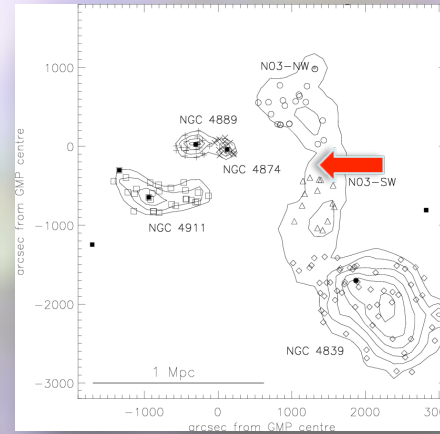 1000
0
-1000
-2000
-3000
arcsec from GMP centre
NO3-NW
NGC 4889
NGC 4874
NO3-SW
NGC 4911
NGC 4839
1 Mpc
-1000 0 1000 2000
arcsec from GMP centre